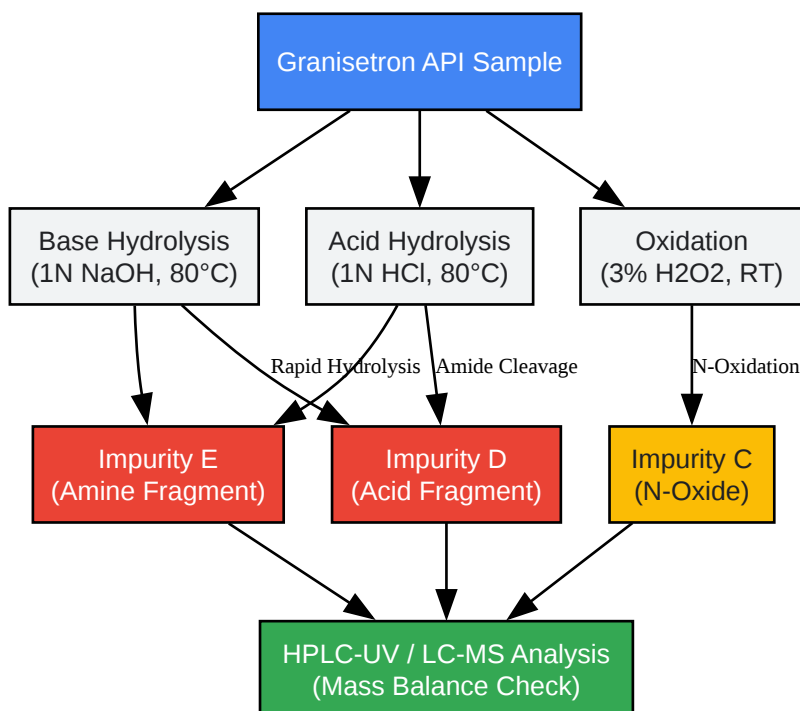 Granisetron API Sample
Base Hydrolysis
(1N NaOH, 80°C)
Acid Hydrolysis
(1N HCl, 80°C)
Oxidation
(3% H2O2, RT)
Rapid Hydrolysis
Amide Cleavage
N-Oxidation
Impurity E
(Amine Fragment)
Impurity D
(Acid Fragment)
Impurity C
(N-Oxide)
HPLC-UV / LC-MS Analysis
(Mass Balance Check)